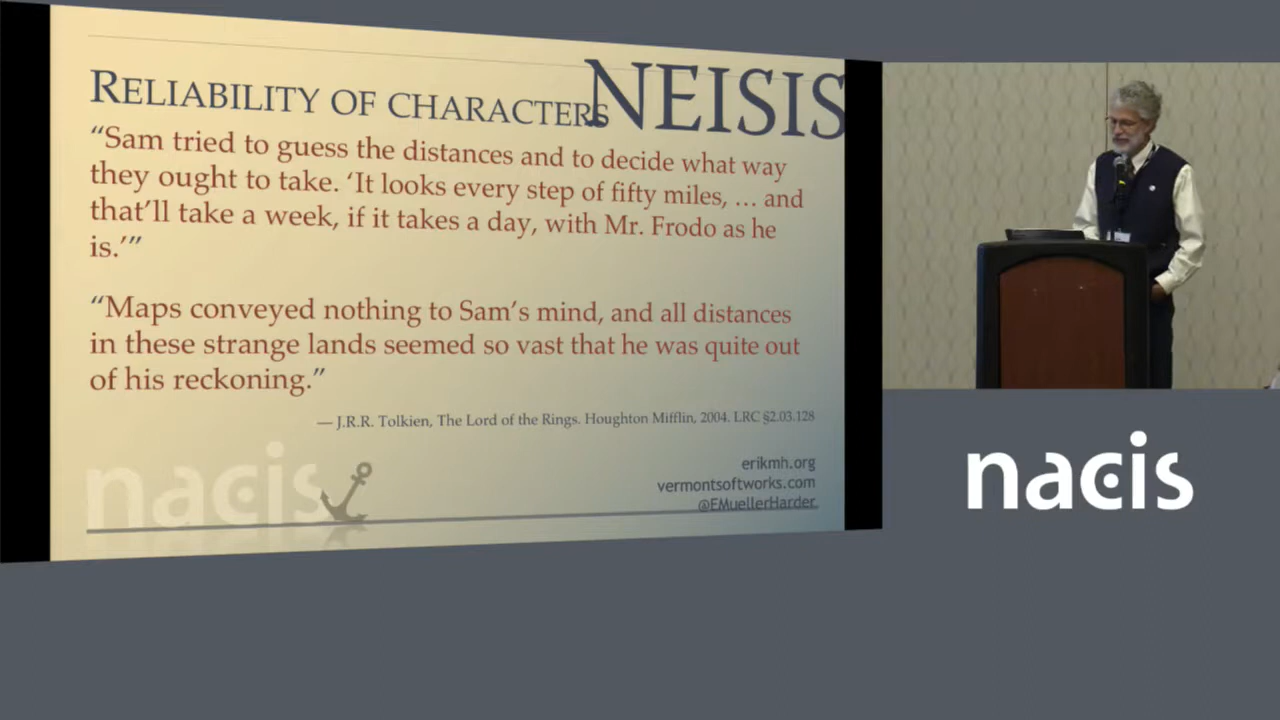 RELIABILITY OF CHARACTERS
NEISIS
“Sam tried to guess the distances and to decide what way
they ought to take. ‘It looks every step of fifty miles, … and
that’ll take a week, if it takes a day, with Mr. Frodo as he
is.’”
“Maps conveyed nothing to Sam’s mind, and all distances
in these strange lands seemed so vast that he was quite out
of his reckoning.”
— J.R.R. Tolkien, The Lord of the Rings. Houghton Mifflin, 2004. LRC §2.03.128
nacis
erikmh.org
vermontsoftworks.com
@EMuellerHarder
nacis